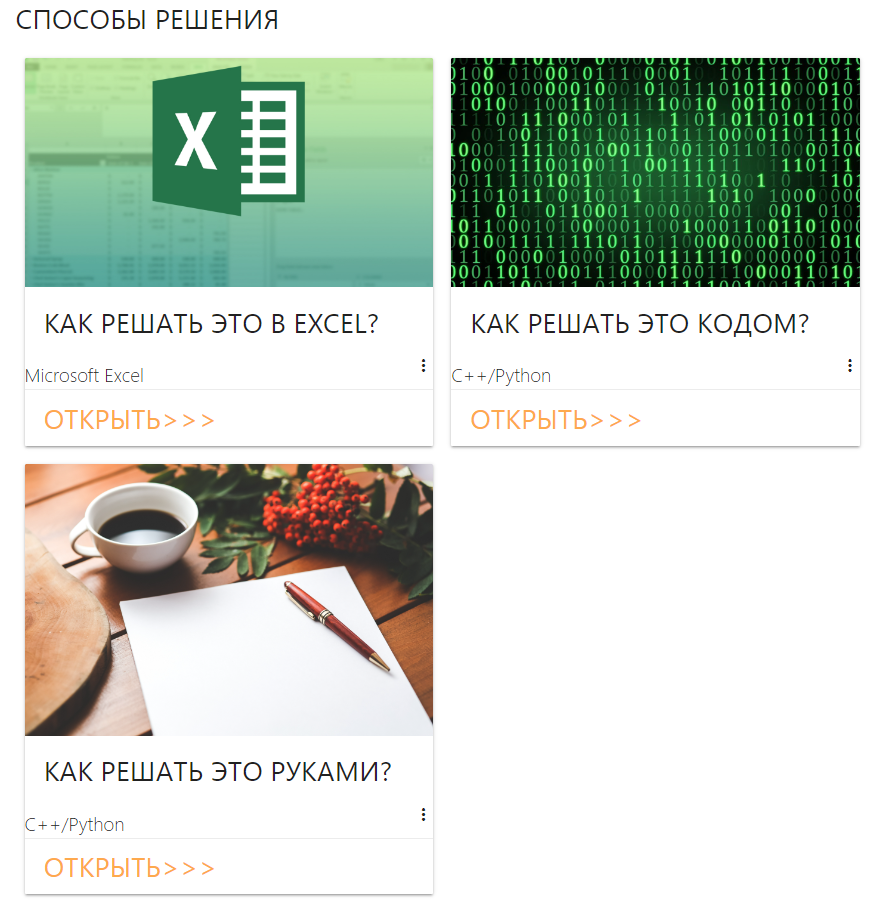 СПОСОБЫ РЕШЕНИЯ
X
КАК РЕШАТЬ ЭТО В EXCEL?
Microsoft Excel
ОТКРЫТЬ>>>
КАК РЕШАТЬ ЭТО КОДОМ?
C++/Python
ОТКРЫТЬ>>>
КАК РЕШАТЬ ЭТО РУКАМИ?
C++/Python
ОТКРЫТЬ>>>